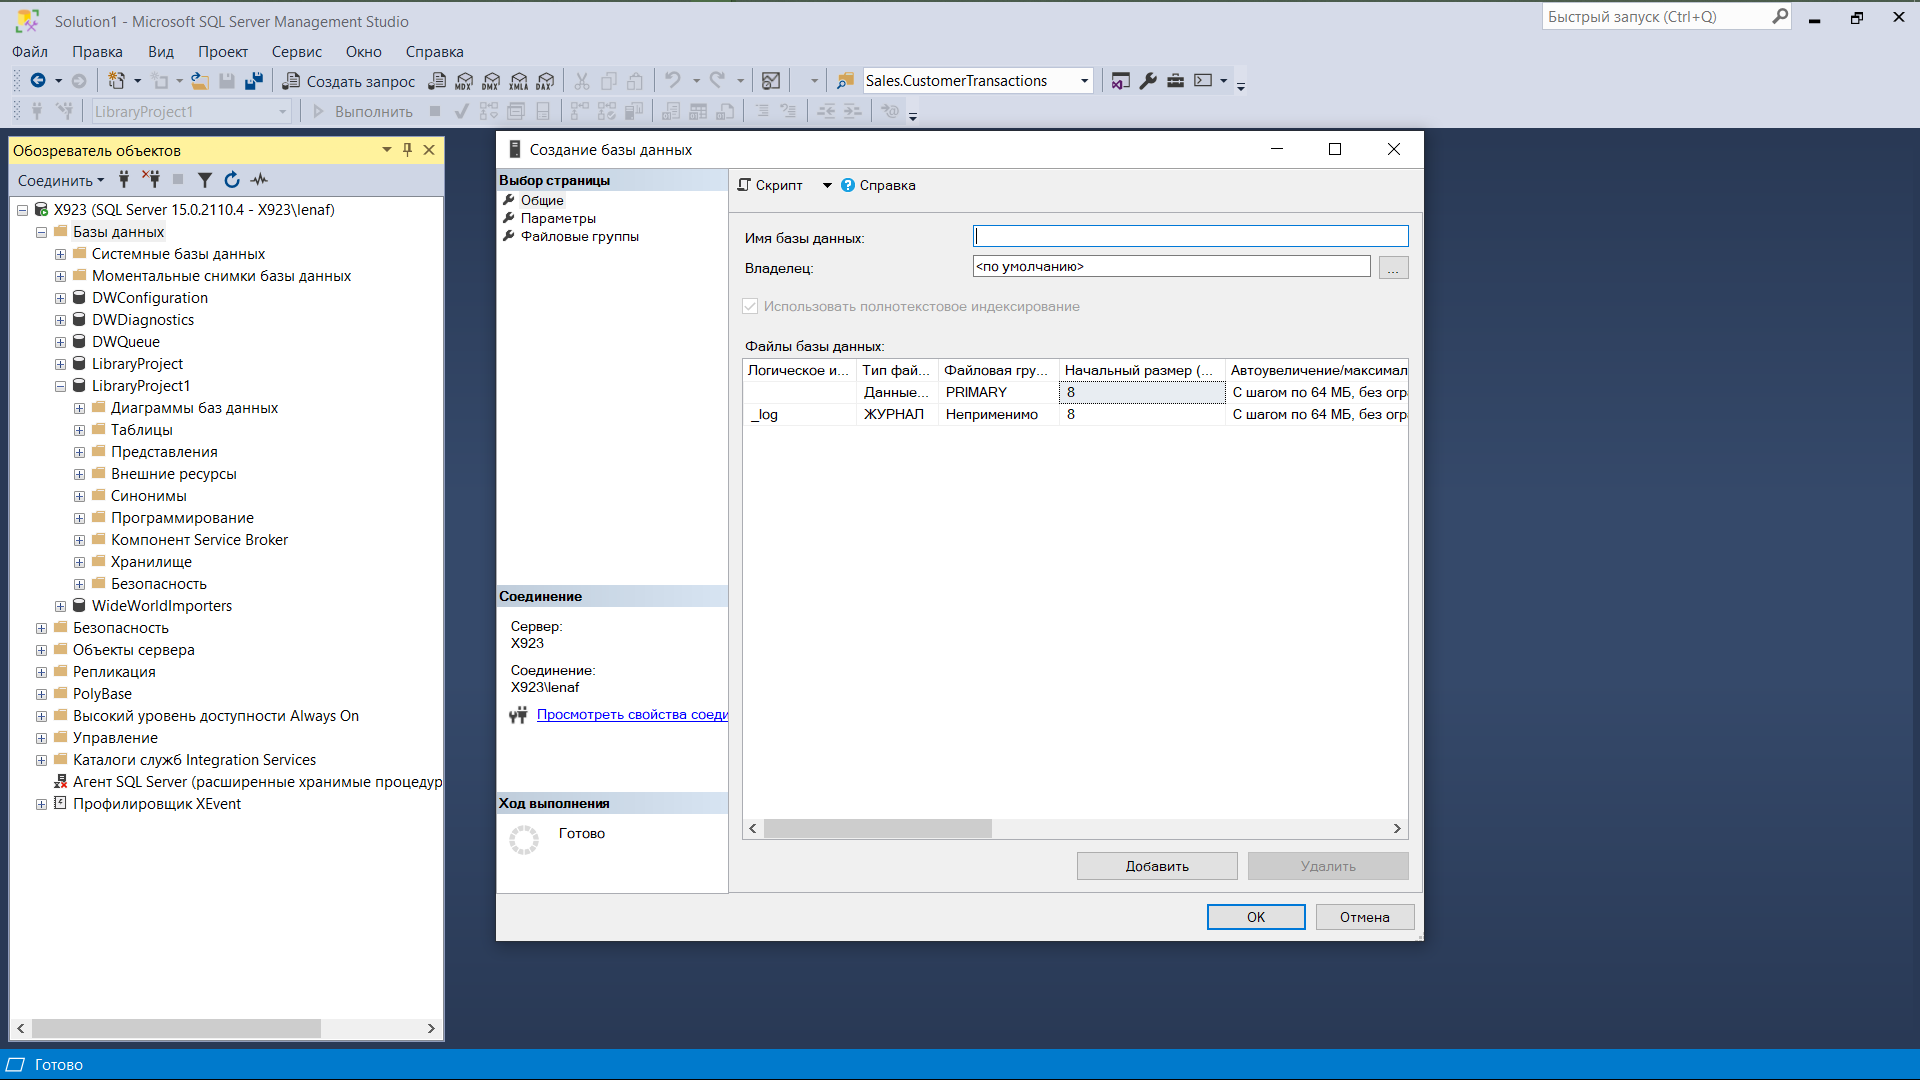 Solution1 - Microsoft SQL Server Management Studio
Быстрый запуск (Ctrl+Q)
Файл Правка Вид Проект Сервис Окно Справка
Создать запрос MDX DMX XMLA DAX Sales.CustomerTransactions
LibraryProject1 Выполнить
Обозреватель объектов
Соединить
X923 (SQL Server 15.0.2110.4 - X923\lenaf)
Базы данных
Системные базы данных
Моментальные снимки базы данных
DWConfiguration
DWDiagnostics
DWQueue
LibraryProject
LibraryProject1
Диаграммы баз данных
Таблицы
Представления
Внешние ресурсы
Синонимы
Программирование
Компонент Service Broker
Хранилище
Безопасность
WideWorldImporters
Безопасность
Объекты сервера
Репликация
PolyBase
Высокий уровень доступности Always On
Управление
Каталоги служб Integration Services
Агент SQL Server (расширенные хранимые процедур
Профилировщик XEvent
Создание базы данных
Выбор страницы
Общие
Параметры
Файловые группы
Соединение
Сервер:
X923
Соединение:
X923\lenaf
Просмотреть свойства соеди
Ход выполнения
Готово
Скрипт Справка
Имя базы данных:
Владелец: <по умолчанию> ...
Использовать полнотекстовое индексирование
Файлы базы данных:
Логическое и... Тип фай... Файловая гру... Начальный размер (... Автоувеличение/максимал
Данные... PRIMARY 8 С шагом по 64 МБ, без огр
_log ЖУРНАЛ Неприменимо 8 С шагом по 64 МБ, без огр
Добавить Удалить
OK Отмена
Готово